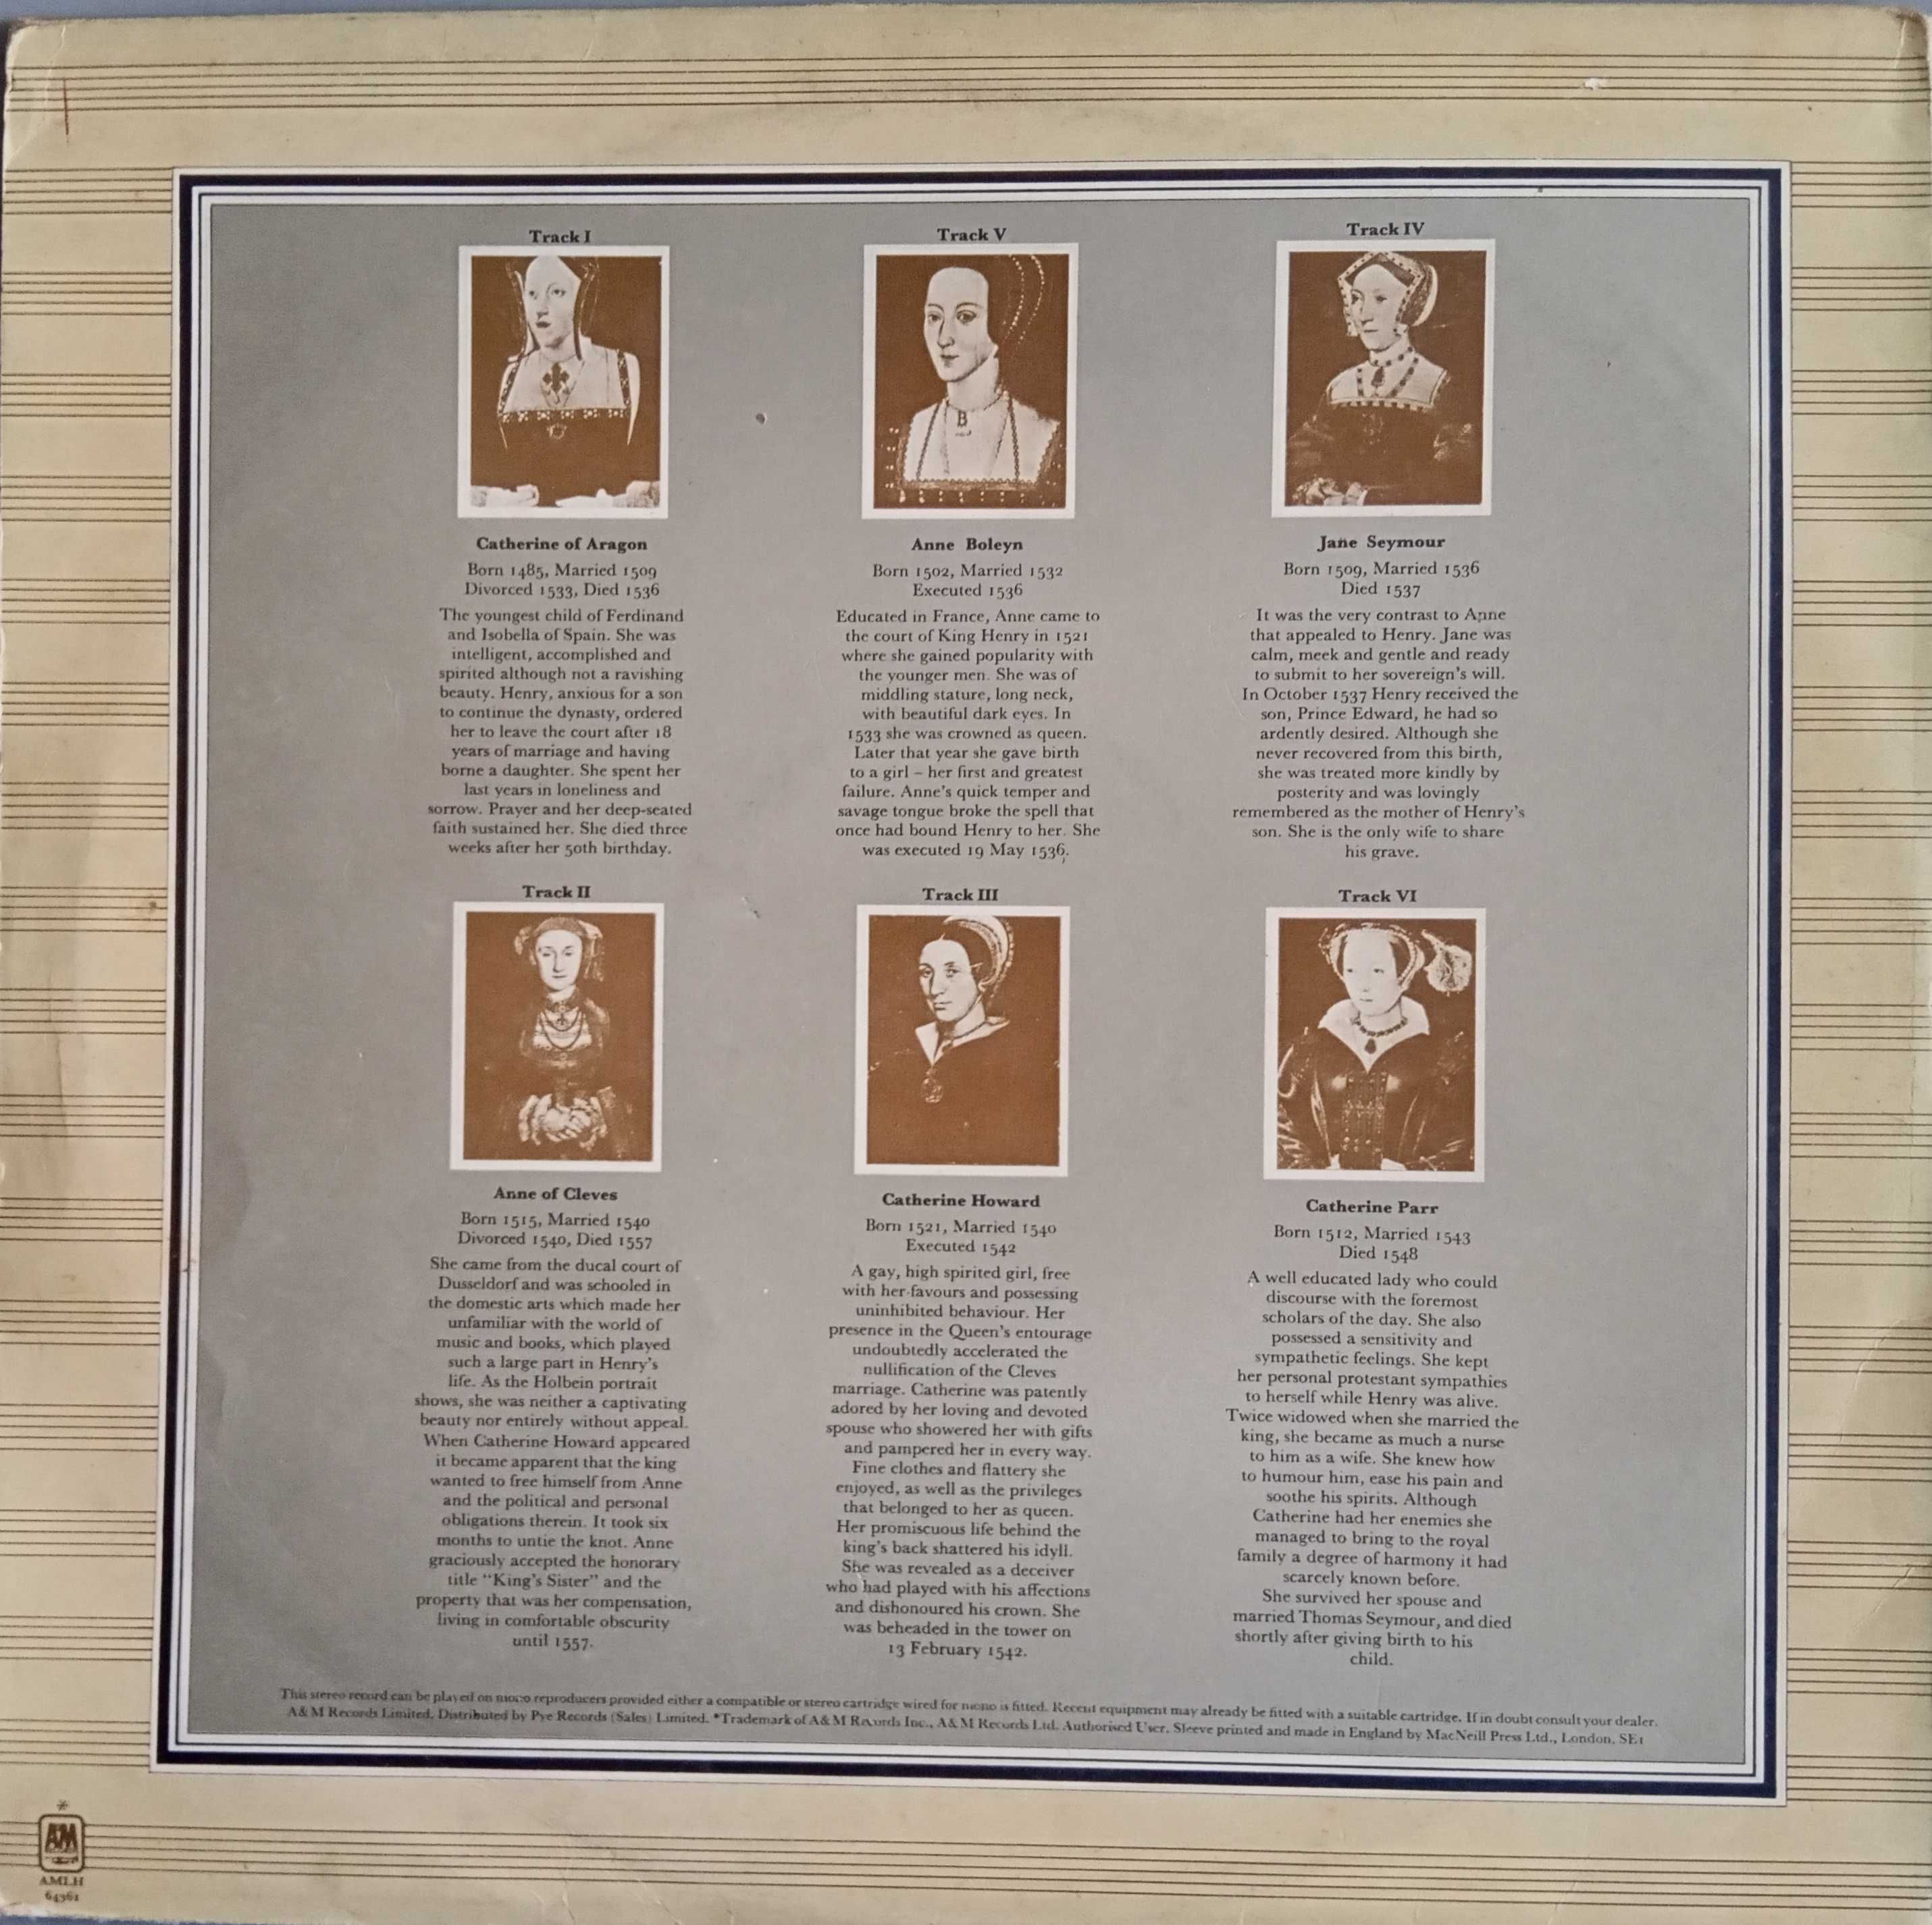 Track I
Catherine of Aragon
Born 1485, Married 1509
Divorced 1533, Died 1536
The youngest child of Ferdinand
and Isobella of Spain. She was
intelligent, accomplished and
spirited although not a ravishing
beauty. Henry, anxious for a son
to continue the dynasty, ordered
her to leave the court after 18
years of marriage and having
borne a daughter. She spent her
last years in loneliness and
sorrow. Prayer and her deep-seated
faith sustained her. She died three
weeks after her 50th birthday.
Track V
B
Anne Boleyn
Born 1502, Married 1532
Executed 1536
Educated in France, Anne came to
the court of King Henry in 1521
where she gained popularity with
the younger men. She was of
middling stature, long neck,
with beautiful dark eyes. In
1533 she was crowned as queen.
Later that year she gave birth
to a girl – her first and greatest
failure. Anne's quick temper and
savage tongue broke the spell that
once had bound Henry to her. She
was executed 19 May 1536.
Track IV
Jane Seymour
Born 1509, Married 1536
Died 1537
It was the very contrast to Anne
that appealed to Henry. Jane was
calm, meek and gentle and ready
to submit to her sovereign's will.
In October 1537 Henry received the
son, Prince Edward, he had so
ardently desired. Although she
never recovered from this birth,
she was treated more kindly by
posterity and was lovingly
remembered as the mother of Henry's
son. She is the only wife to share
his grave.
Track II
Anne of Cleves
Born 1515, Married 1540
Divorced 1540, Died 1557
She came from the ducal court of
Dusseldorf and was schooled in
the domestic arts which made her
unfamiliar with the world of
music and books, which played
such a large part in Henry's
life. As the Holbein portrait
shows, she was neither a captivating
beauty nor entirely without appeal.
When Catherine Howard appeared
it became apparent that the king
wanted to free himself from Anne
and the political and personal
obligations therein. It took six
months to untie the knot. Anne
graciously accepted the honorary
title "King's Sister" and the
property that was her compensation,
living in comfortable obscurity
until 1557.
Track III
Catherine Howard
Born 1521, Married 1540
Executed 1542
A gay, high spirited girl, free
with her favours and possessing
uninhibited behaviour. Her
presence in the Queen's entourage
undoubtedly accelerated the
nullification of the Cleves
marriage. Catherine was patently
adored by her loving and devoted
spouse who showered her with gifts
and pampered her in every way.
Fine clothes and flattery she
enjoyed, as well as the privileges
that belonged to her as queen.
Her promiscuous life behind the
king's back shattered his idyll.
She was revealed as a deceiver
who had played with his affections
and dishonoured his crown. She
was beheaded in the tower on
13 February 1542.
Track VI
Catherine Parr
Born 1512, Married 1543
Died 1548
A well educated lady who could
discourse with the foremost
scholars of the day. She also
possessed a sensitivity and
sympathetic feelings. She kept
her personal protestant sympathies
to herself while Henry was alive.
Twice widowed when she married the
king, she became as much a nurse
to him as a wife. She knew how
to humour him, ease his pain and
soothe his spirits. Although
Catherine had her enemies she
managed to bring to the royal
family a degree of harmony it had
scarcely known before.
She survived her spouse and
married Thomas Seymour, and died
shortly after giving birth to his
child.
This stereo record can be played on mono reproducers provided either a compatible or stereo cartridge wired for mono is fitted. Recent equipment may already be fitted with a suitable cartridge. If in doubt consult your dealer.
A&M Records Limited. Distributed by Pye Records (Sales) Limited. *Trademark of A&M Records Inc., A&M Records Ltd. Authorised User. Sleeve printed and made in England by MacNeill Press Ltd., London, SE1
*
A&M
AMLH
64361